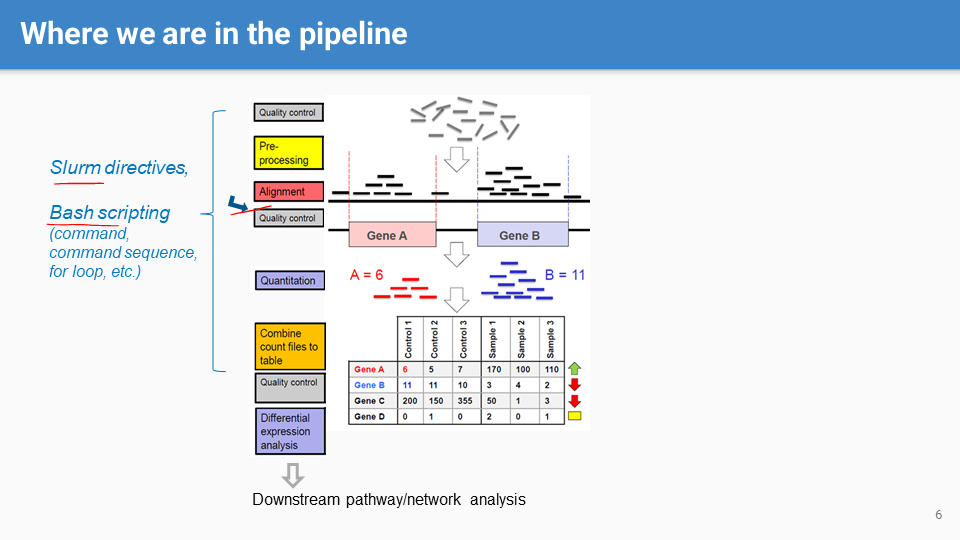 Where we are in the pipeline
Slurm directives,
Bash scripting
(command,
command sequence,
for loop, etc.)
Quality control
Pre-
processing
Alignment
Quality control
Gene A
Gene B
Quantitation
A = 6
B = 11
Combine
count files to
table
Control 1 Control 2 Control 3 Sample 1 Sample 2 Sample 3
Gene A 6 5 7 170 100 110
Gene B 11 11 10 3 4 2
Gene C 200 150 355 50 1 3
Gene D 0 1 0 2 0 1
Quality control
Differential
expression
analysis
Downstream pathway/network analysis
6